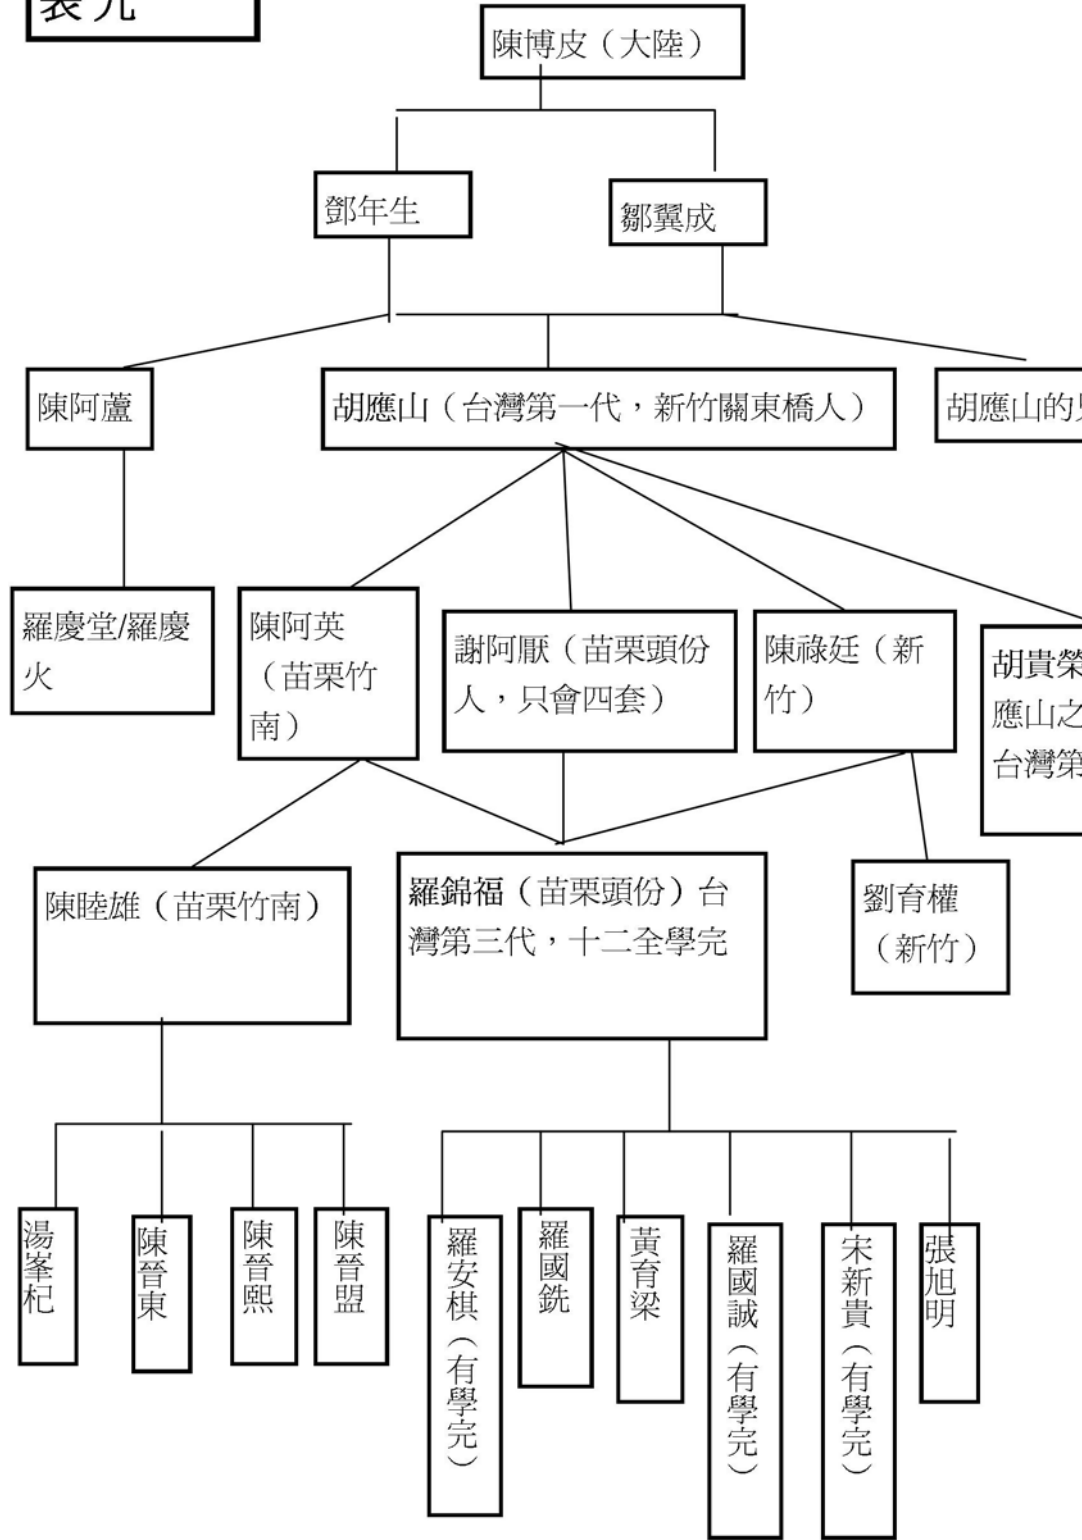 表九
陳博皮（大陸）
鄧年生
鄒翼成
陳阿蘆
胡應山（台灣第一代，新竹關東橋人）
胡應山的
羅慶堂/羅慶
火
陳阿英
（苗栗竹
南）
謝阿厭（苗栗頭份
人，只會四套）
陳祿廷（新
竹）
胡貴榮
應山之
台灣第
陳睦雄（苗栗竹南）
羅錦福（苗栗頭份）台
灣第三代，十二全學完
劉育權
（新竹）
湯峯杞
陳晉東
陳晉熙
陳晉盟
羅安棋（有學完）
羅國銑
黃育梁
羅國誠（有學完）
宋新貴（有學完）
張旭明